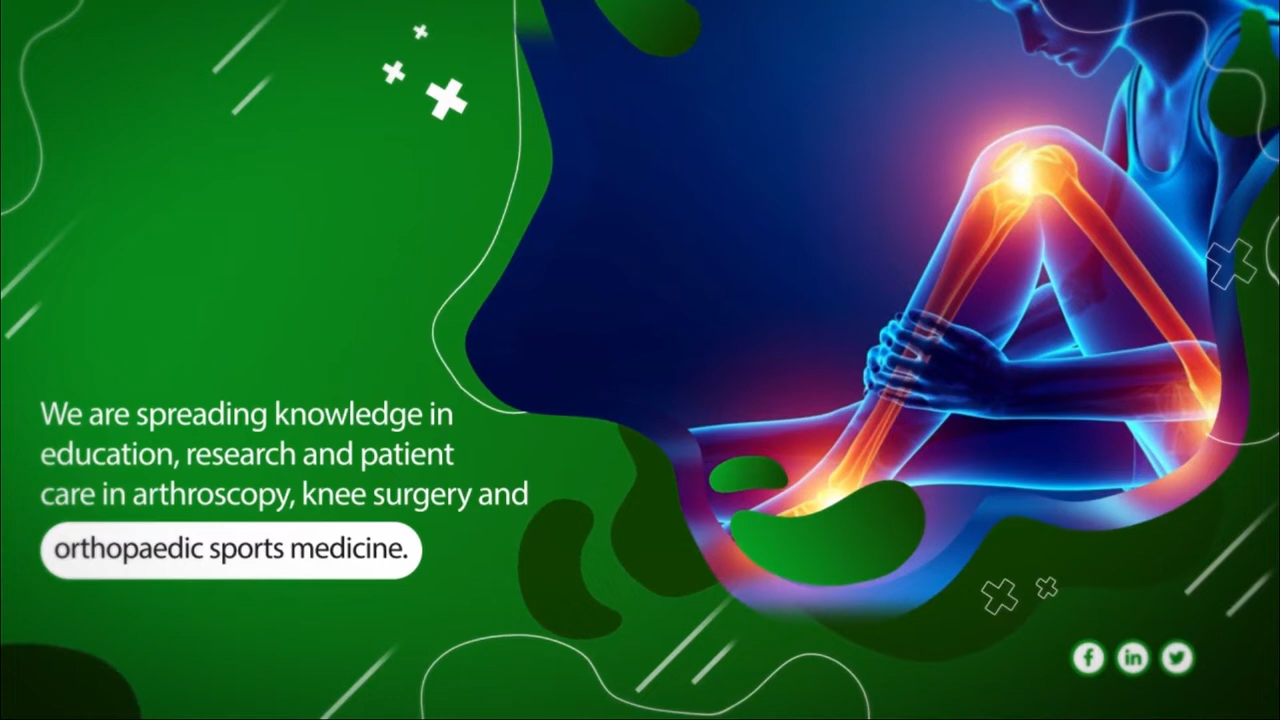 We are spreading knowledge in
education, research and patient
care in arthroscopy, knee surgery and
orthopaedic sports medicine.